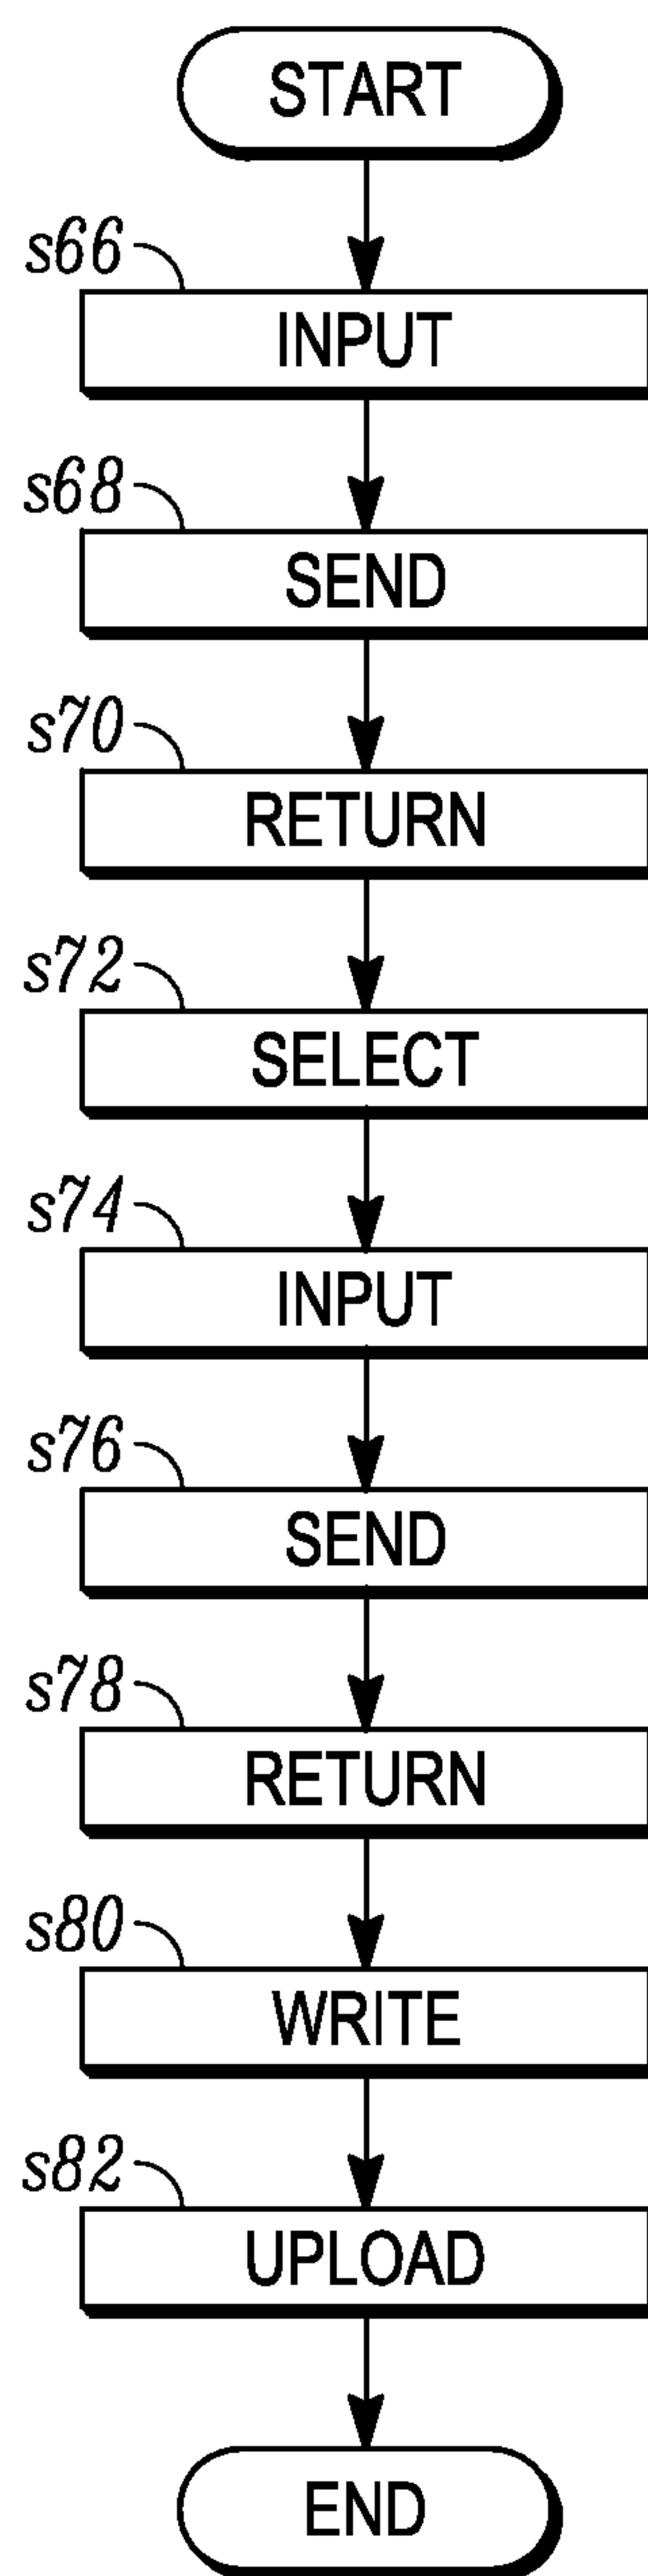 START
s66
INPUT
s68
SEND
s70
RETURN
s72
SELECT
s74
INPUT
s76
SEND
s78
RETURN
s80
WRITE
s82
UPLOAD
END